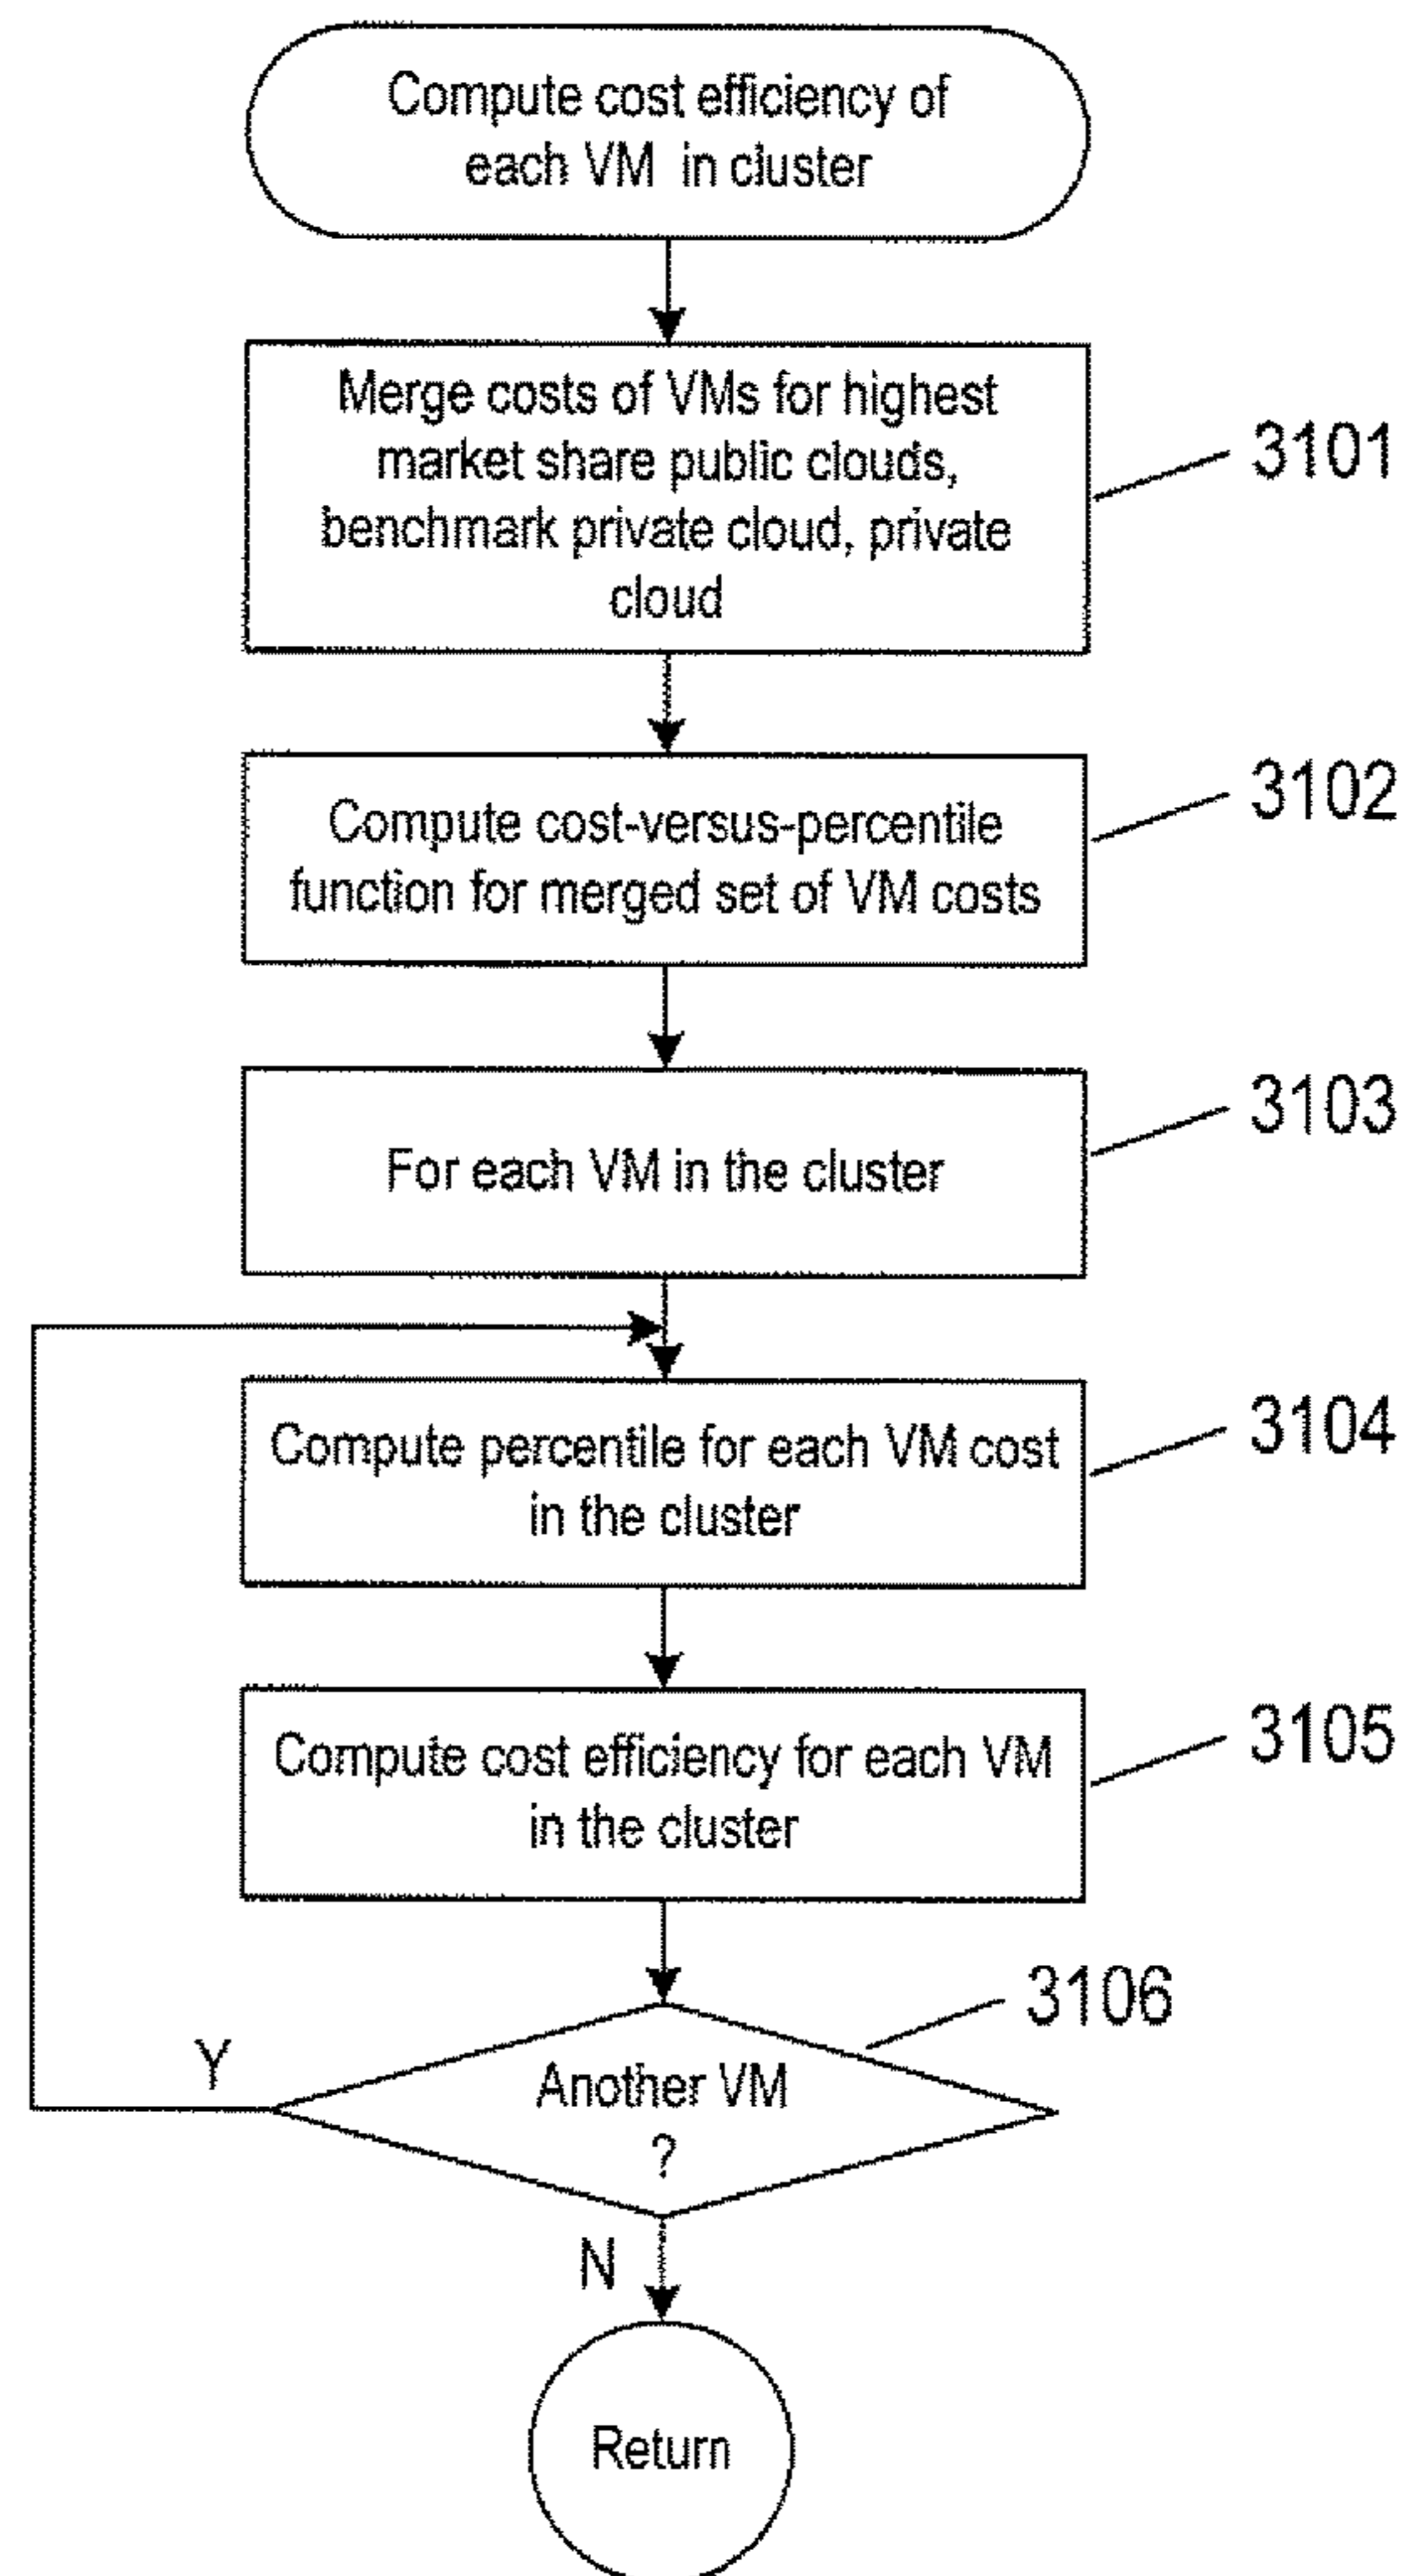 Compute cost efficiency of
each VM in cluster
Merge costs of VMs for highest
market share public clouds,
benchmark private cloud, private
cloud
3101
Compute cost-versus-percentile
function for merged set of VM costs
3102
For each VM in the cluster
3103
Compute percentile for each VM cost
in the cluster
3104
Compute cost efficiency for each VM
in the cluster
3105
3106
Another VM
?
Y
N
Return